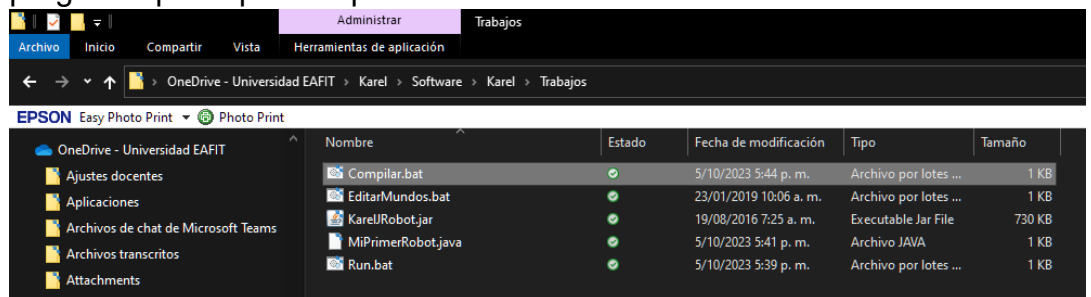 Administrar Trabajos
Archivo Inicio Compartir Vista Herramientas de aplicación
OneDrive - Universidad EAFIT > Karel > Software > Karel > Trabajos
EPSON Easy Photo Print Photo Print
OneDrive - Universidad EAFIT Nombre Estado Fecha de modificación Tipo Tamaño
Ajustes docentes Compilar.bat 5/10/2023 5:44 p. m. Archivo por lotes ... 1 KB
Aplicaciones EditarMundos.bat 23/01/2019 10:06 a. m. Archivo por lotes ... 1 KB
Archivos de chat de Microsoft Teams KarelJRobot.jar 19/08/2016 7:25 a. m. Executable Jar File 730 KB
Archivos transcritos MiPrimerRobot.java 5/10/2023 5:41 p. m. Archivo JAVA 1 KB
Attachments Run.bat 5/10/2023 5:39 p. m. Archivo por lotes ... 1 KB